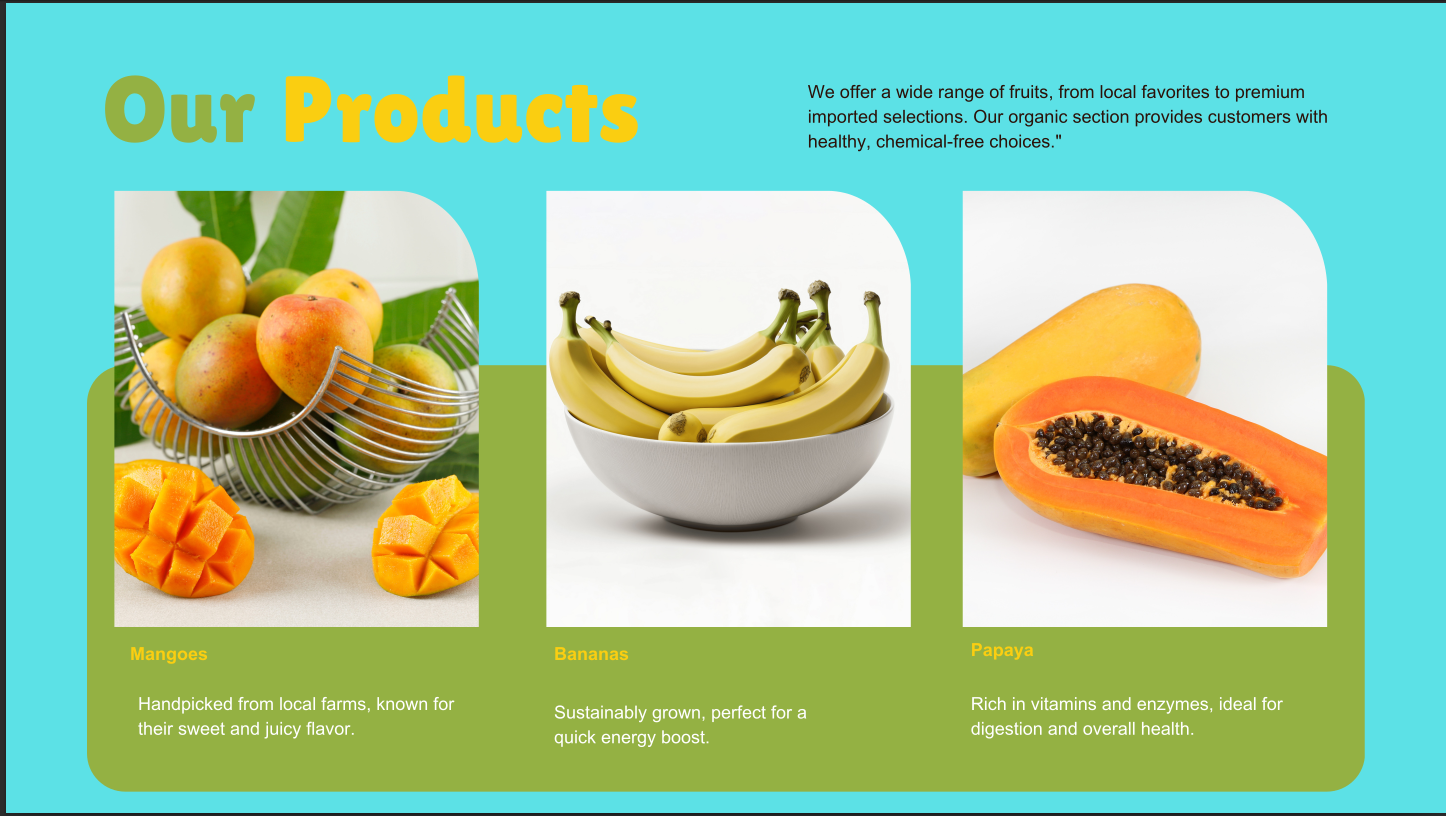 Our Products
We offer a wide range of fruits, from local favorites to premium
imported selections. Our organic section provides customers with
healthy, chemical-free choices."
Mangoes
Handpicked from local farms, known for
their sweet and juicy flavor.
Bananas
Sustainably grown, perfect for a
quick energy boost.
Papaya
Rich in vitamins and enzymes, ideal for
digestion and overall health.